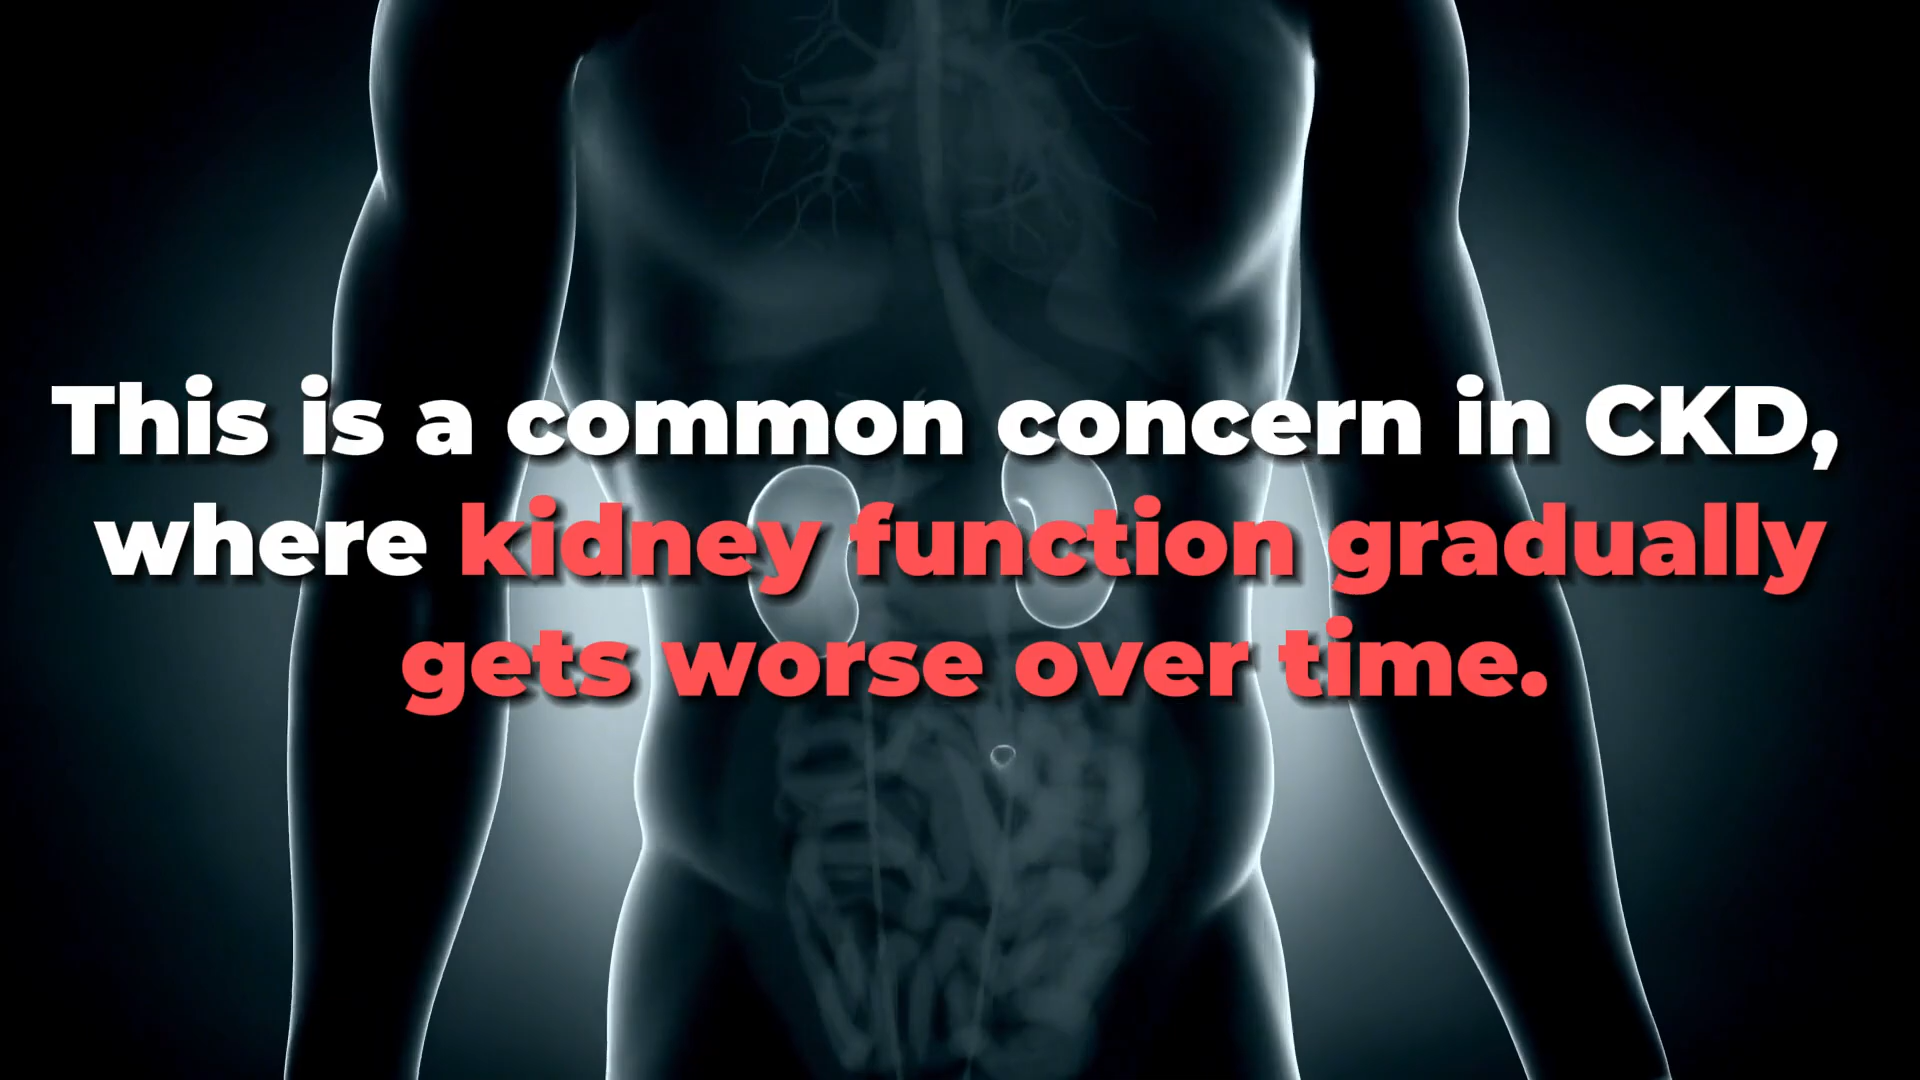 This is a common concern in CKD,
where kidney function gradually
gets worse over time.